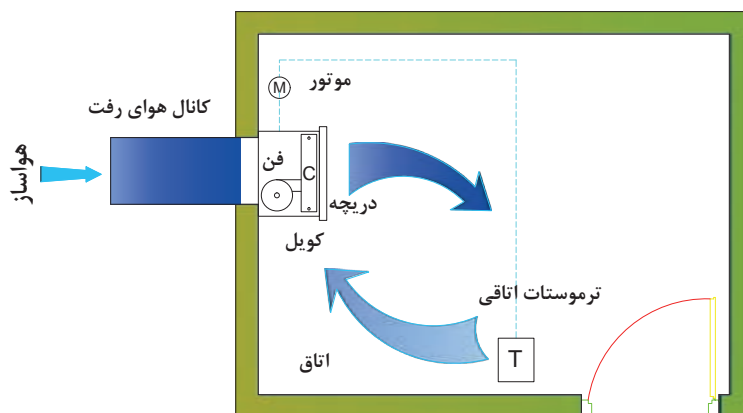 موتور
M
کانال هوای رفت
هواساز
فن
C
دریچه
کویل
ترموستات اتاقی
T
اتاق